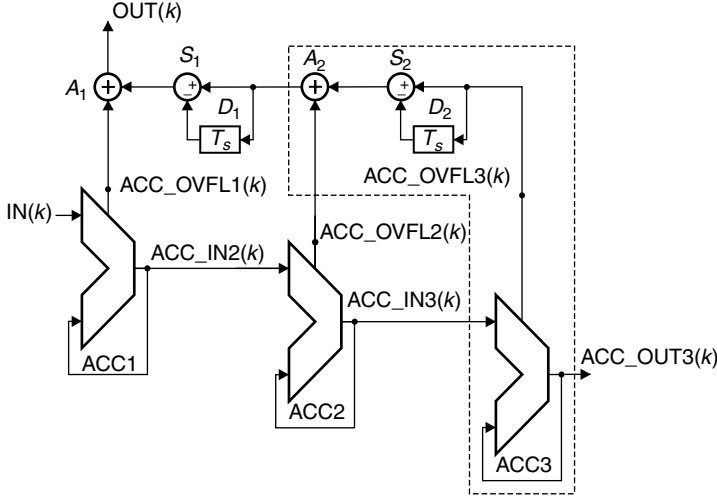 OUT(k)
S₁
A₂
S₂
A₁
+
+
−
+
+
−
D₁
D₂
Tₛ
Tₛ
ACC_OVFL1(k)
ACC_OVFL3(k)
IN(k)
ACC_OVFL2(k)
ACC_IN2(k)
ACC_IN3(k)
ACC1
ACC_OUT3(k)
ACC2
ACC3